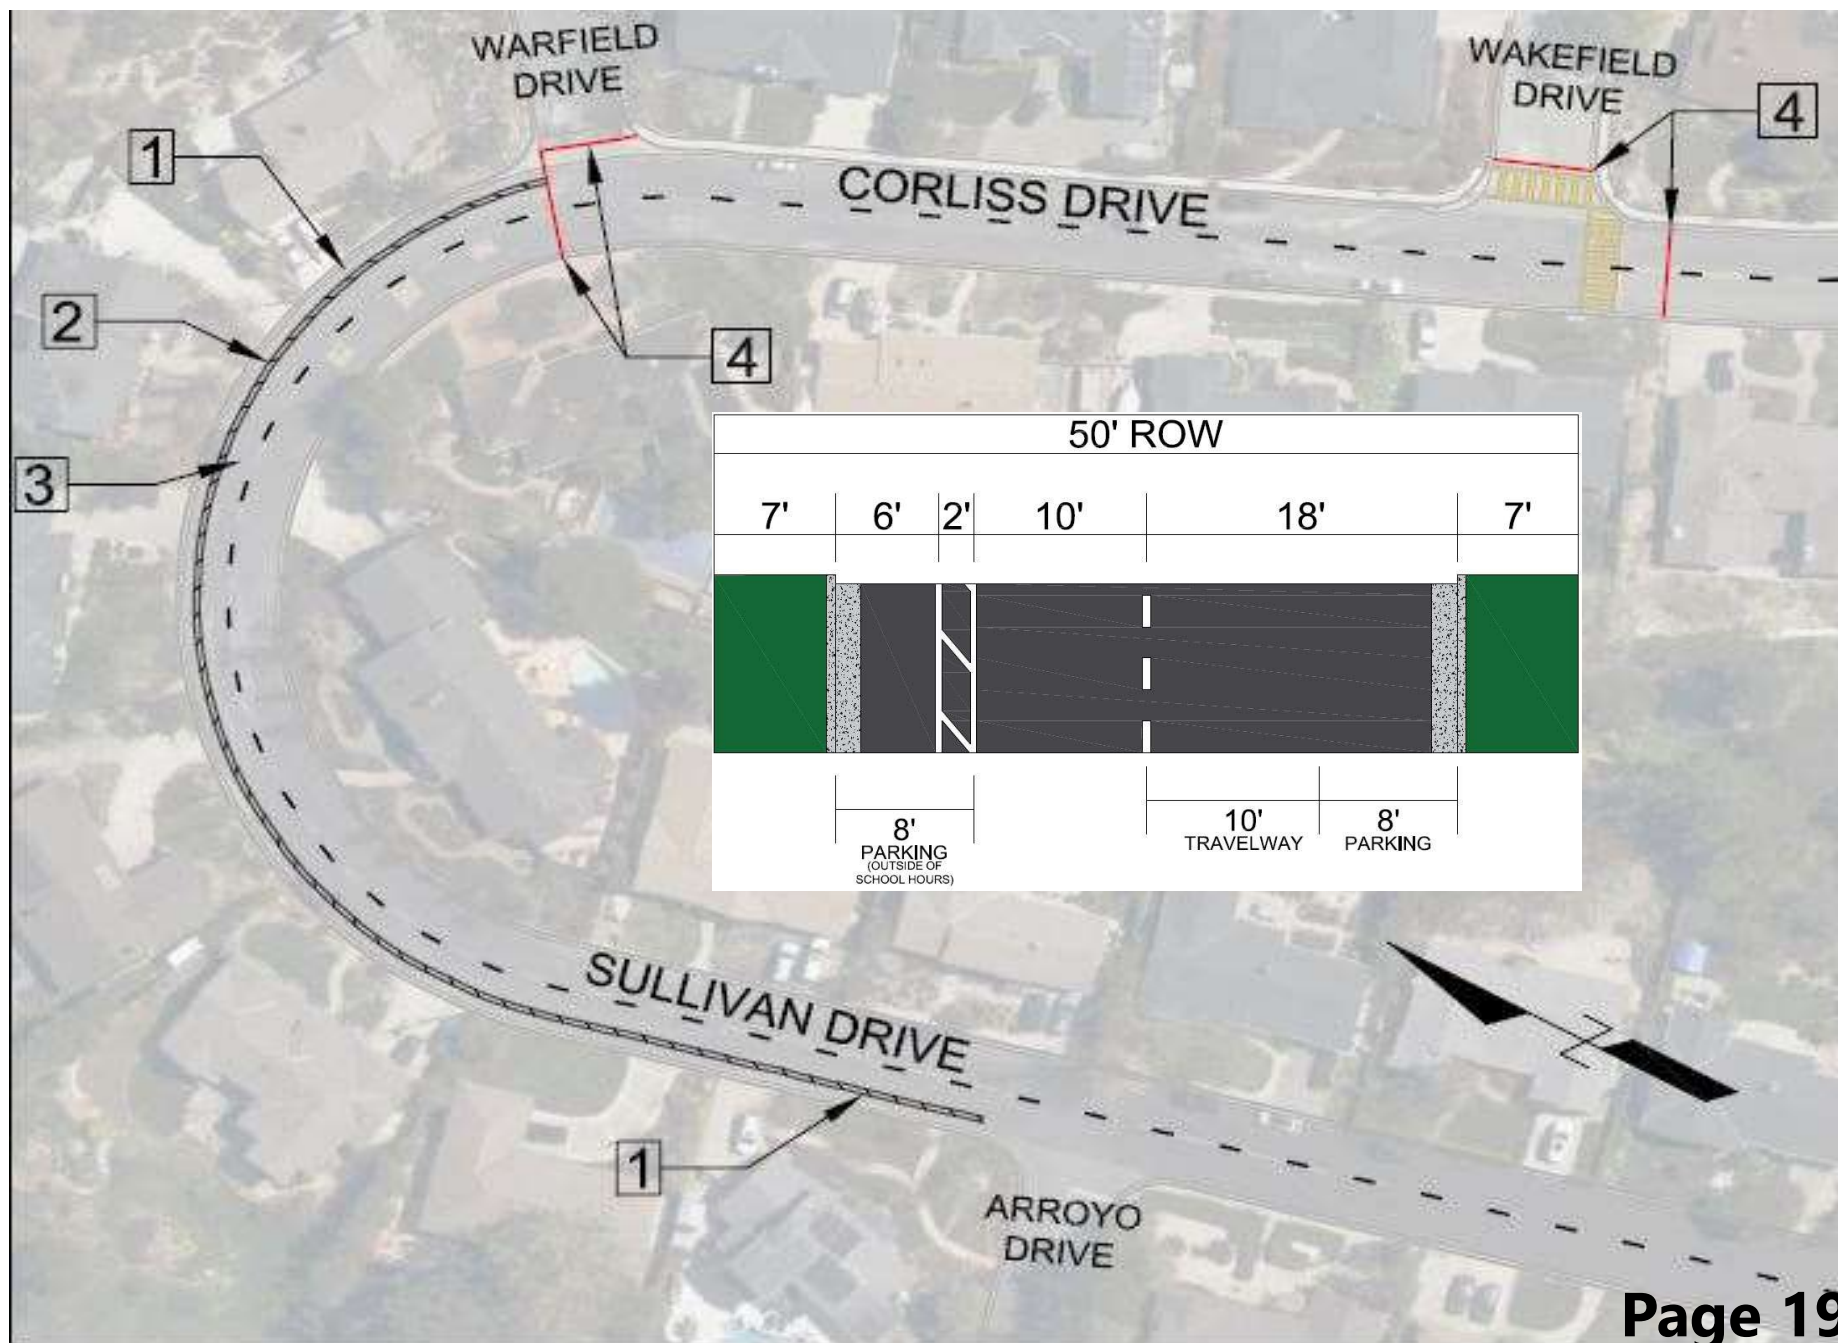 WARFIELD
DRIVE
WAKEFIELD
DRIVE
4
1
CORLISS DRIVE
2
4
3
50' ROW
7' 6' 2' 10' 18' 7'
8'
PARKING
(OUTSIDE OF
SCHOOL HOURS)
10'
TRAVELWAY
8'
PARKING
SULLIVAN DRIVE
Z
1
ARROYO
DRIVE
Page 19